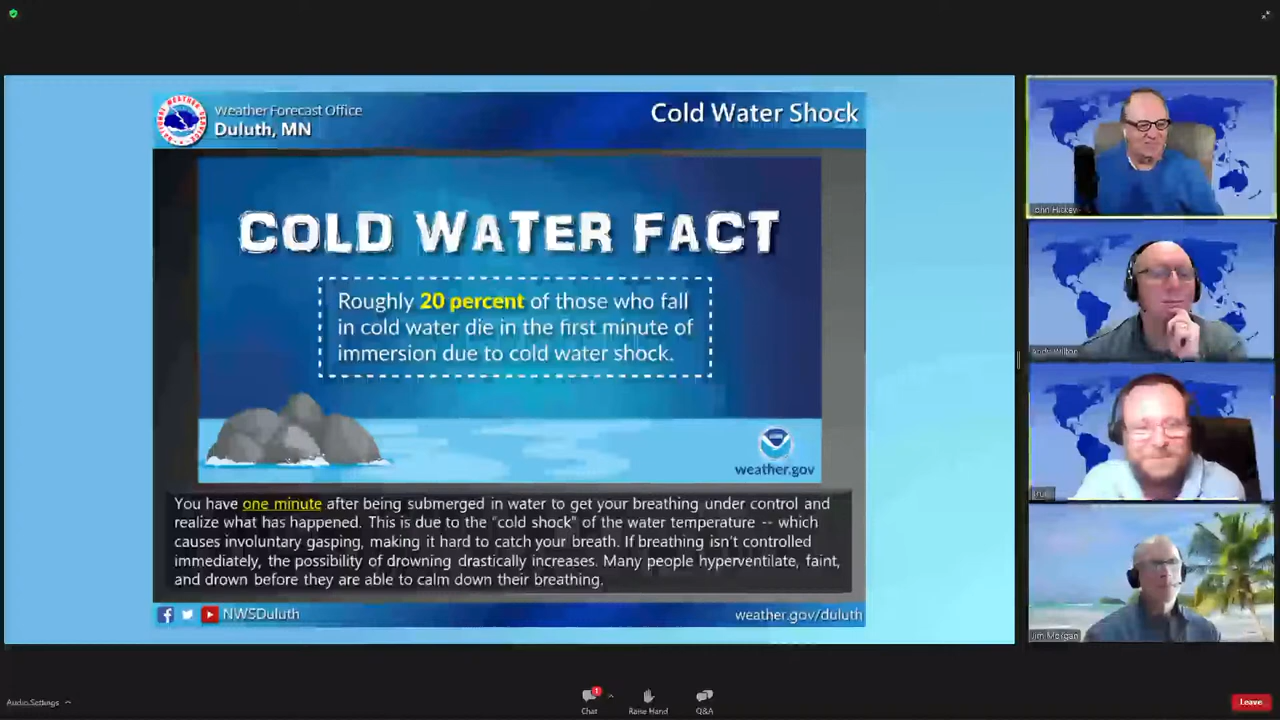 Weather Forecast Office
Duluth, MN
Cold Water Shock
COLD WATER FACT
Roughly 20 percent of those who fall
in cold water die in the first minute of
immersion due to cold water shock.
weather.gov
You have one minute after being submerged in water to get your breathing under control and
realize what has happened. This is due to the "cold shock" of the water temperature -- which
causes involuntary gasping, making it hard to catch your breath. If breathing isn't controlled
immediately, the possibility of drowning drastically increases. Many people hyperventilate, faint,
and drown before they are able to calm down their breathing.
NWSDuluth
weather.gov/duluth
John Hickey
Andy Wilson
Jim Morgan
Audio Settings
Chat
1
Raise Hand
Q&A
Leave